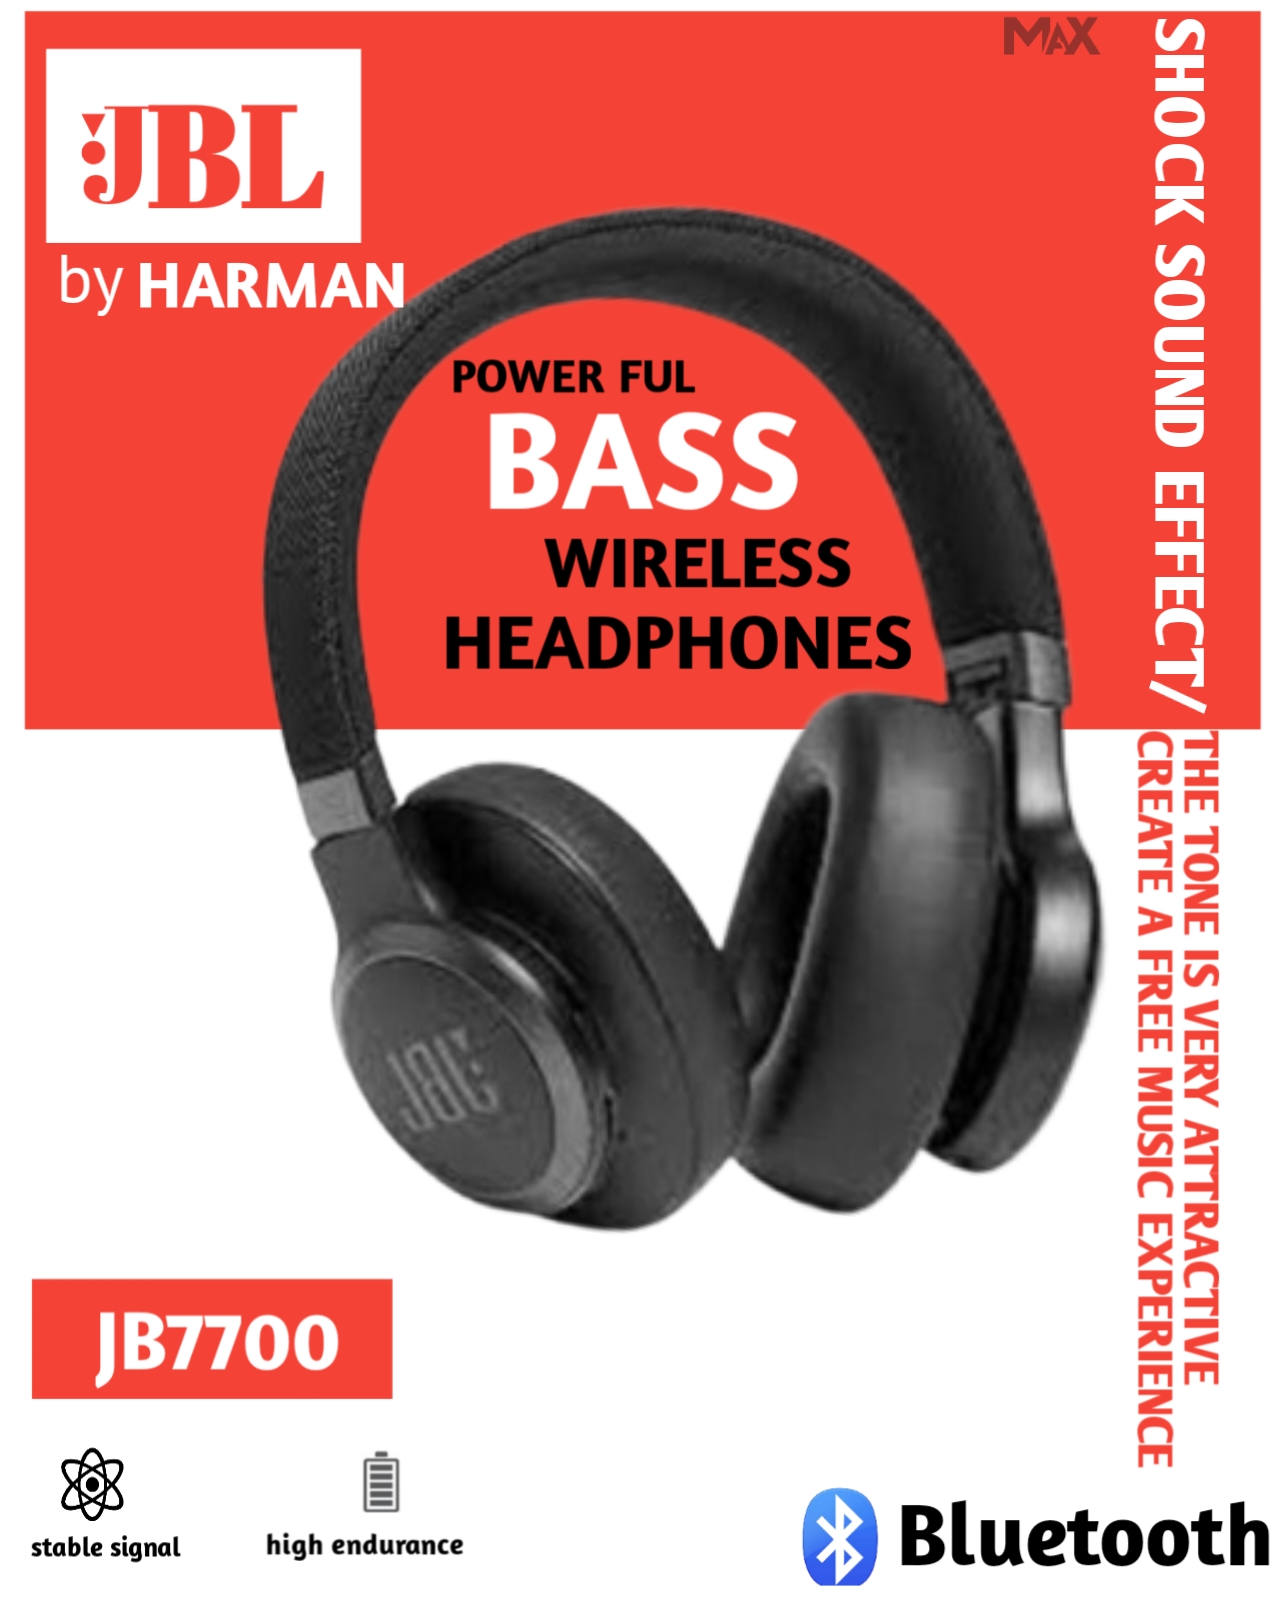 MAX
JBL
by HARMAN
POWER FUL
BASS
WIRELESS
HEADPHONES
SHOCK SOUND EFFECT/
THE TONE IS VERY ATTRACTIVE
CREATE A FREE MUSIC EXPERIENCE
JB7700
stable signal
high endurance
Bluetooth